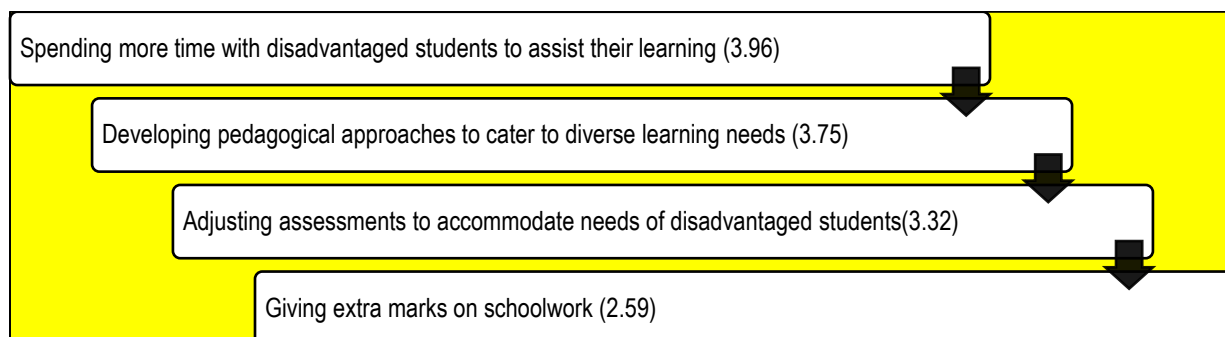 Spending more time with disadvantaged students to assist their learning (3.96)
Developing pedagogical approaches to cater to diverse learning needs (3.75)
Adjusting assessments to accommodate needs of disadvantaged students(3.32)
Giving extra marks on schoolwork (2.59)